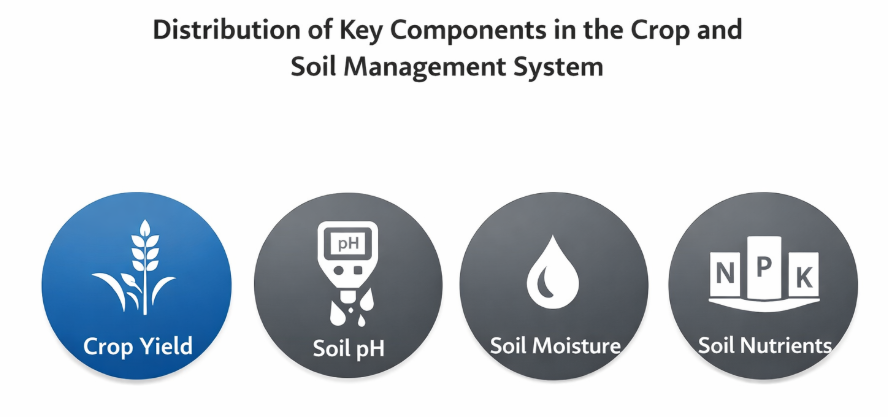 Distribution of Key Components in the Crop and
Soil Management System
Crop Yield
pH
Soil pH
Soil Moisture
N P K
Soil Nutrients